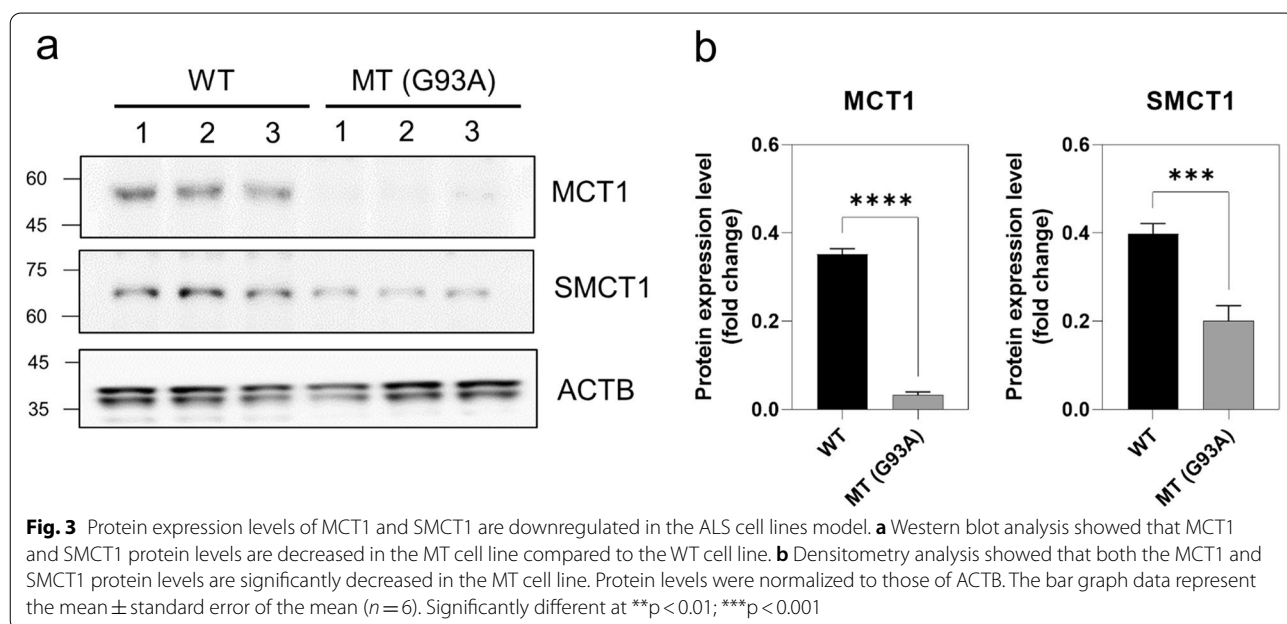 a
WT MT (G93A)
1 2 3 1 2 3
60
45
MCT1
75
60
SMCT1
45
35
ACTB
b
MCT1
Protein expression level
(fold change)
0.6
0.4
0.2
0.0
****
WT
MT (G93A)
SMCT1
Protein expression level
(fold change)
0.6
0.4
0.2
0.0
***
WT
MT (G93A)
Fig. 3 Protein expression levels of MCT1 and SMCT1 are downregulated in the ALS cell lines model. a Western blot analysis showed that MCT1
and SMCT1 protein levels are decreased in the MT cell line compared to the WT cell line. b Densitometry analysis showed that both the MCT1 and
SMCT1 protein levels are significantly decreased in the MT cell line. Protein levels were normalized to those of ACTB. The bar graph data represent
the mean ± standard error of the mean (n = 6). Significantly different at **p < 0.01; ***p < 0.001